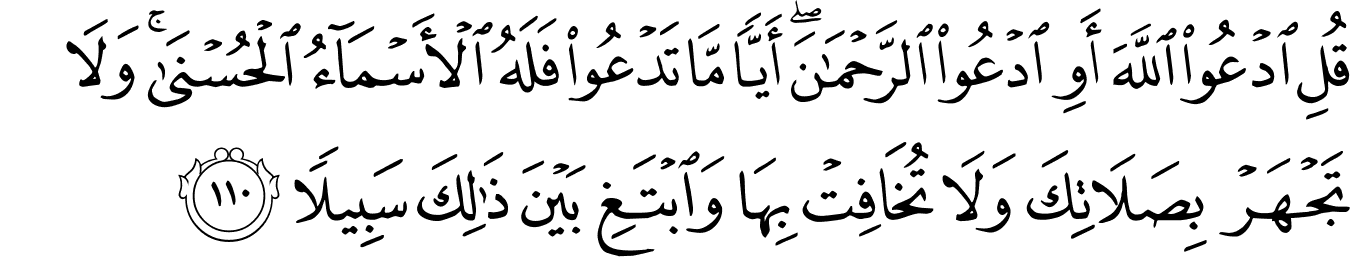 قُلِ ٱدْعُوا۟ ٱللَّهَ أَوِ ٱدْعُوا۟ ٱلرَّحْمَـٰنَ ۖ أَيًّا مَّا تَدْعُوا۟ فَلَهُ ٱلْأَسْمَآءُ ٱلْحُسْنَىٰ ۚ وَلَا
تَجْهَرْ بِصَلَاتِكَ وَلَا تُخَافِتْ بِهَا وَٱبْتَغِ بَيْنَ ذَٰلِكَ سَبِيلًا ١١٠